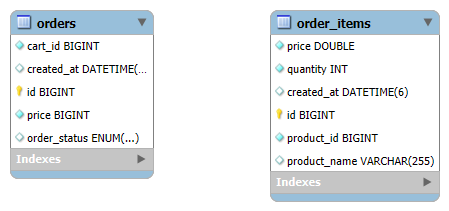 orders
cart_id BIGINT
created_at DATETIME(...
id BIGINT
price BIGINT
order_status ENUM(...)
Indexes
order_items
price DOUBLE
quantity INT
created_at DATETIME(6)
id BIGINT
product_id BIGINT
product_name VARCHAR(255)
Indexes